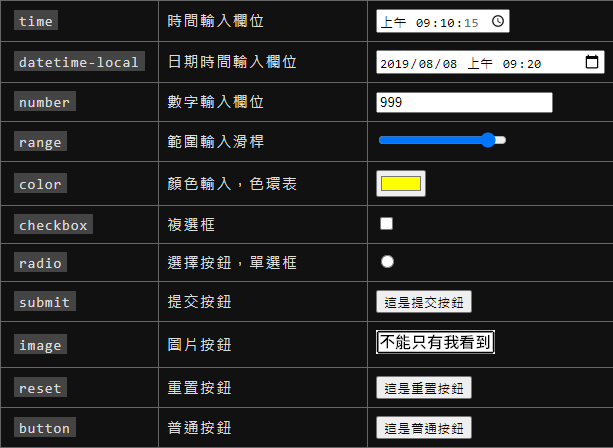 time 時間輸入欄位 上午 09:10:15
datetime-local 日期時間輸入欄位 2019/08/08 上午 09:20
number 數字輸入欄位 999
range 範圍輸入滑桿
color 顏色輸入，色環表
checkbox 複選框
radio 選擇按鈕，單選框
submit 提交按鈕 這是提交按鈕
image 圖片按鈕 不能只有我看到
reset 重置按鈕 這是重置按鈕
button 普通按鈕 這是普通按鈕